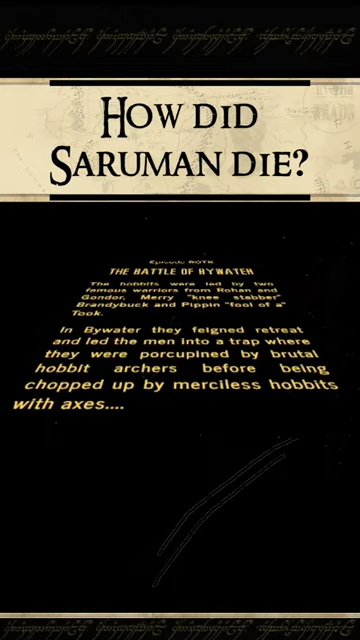 HOW DID
SARUMAN DIE?
Episode ROTK
THE BATTLE OF BYWATER
The hobbits were led by two
famous warriors from Rohan and
Gondor. Merry "knee stabber"
Brandybuck and Pippin "fool of a"
Took.
In Bywater they feigned retreat
and led the men into a trap where
they were porcupined by brutal
hobbit archers before being
chopped up by merciless hobbits
with axes....